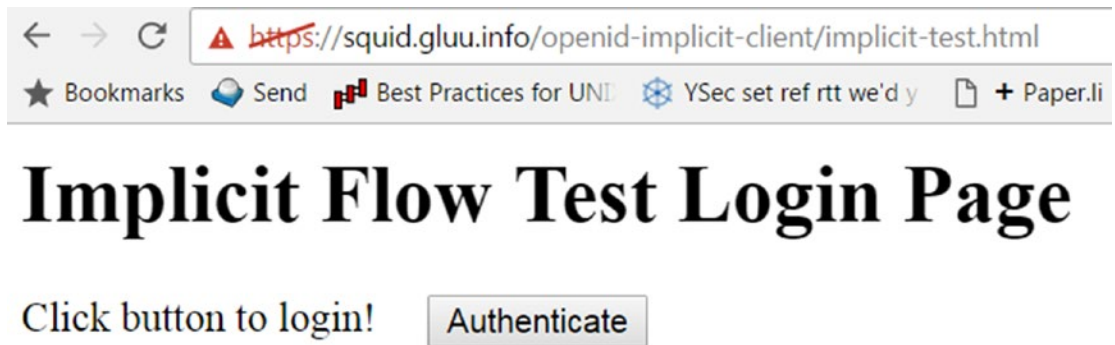 https://squid.gluu.info/openid-implicit-client/implicit-test.html
Bookmarks Send Best Practices for UNI YSec set ref rtt we'd y + Paper.li
Implicit Flow Test Login Page
Click button to login! Authenticate